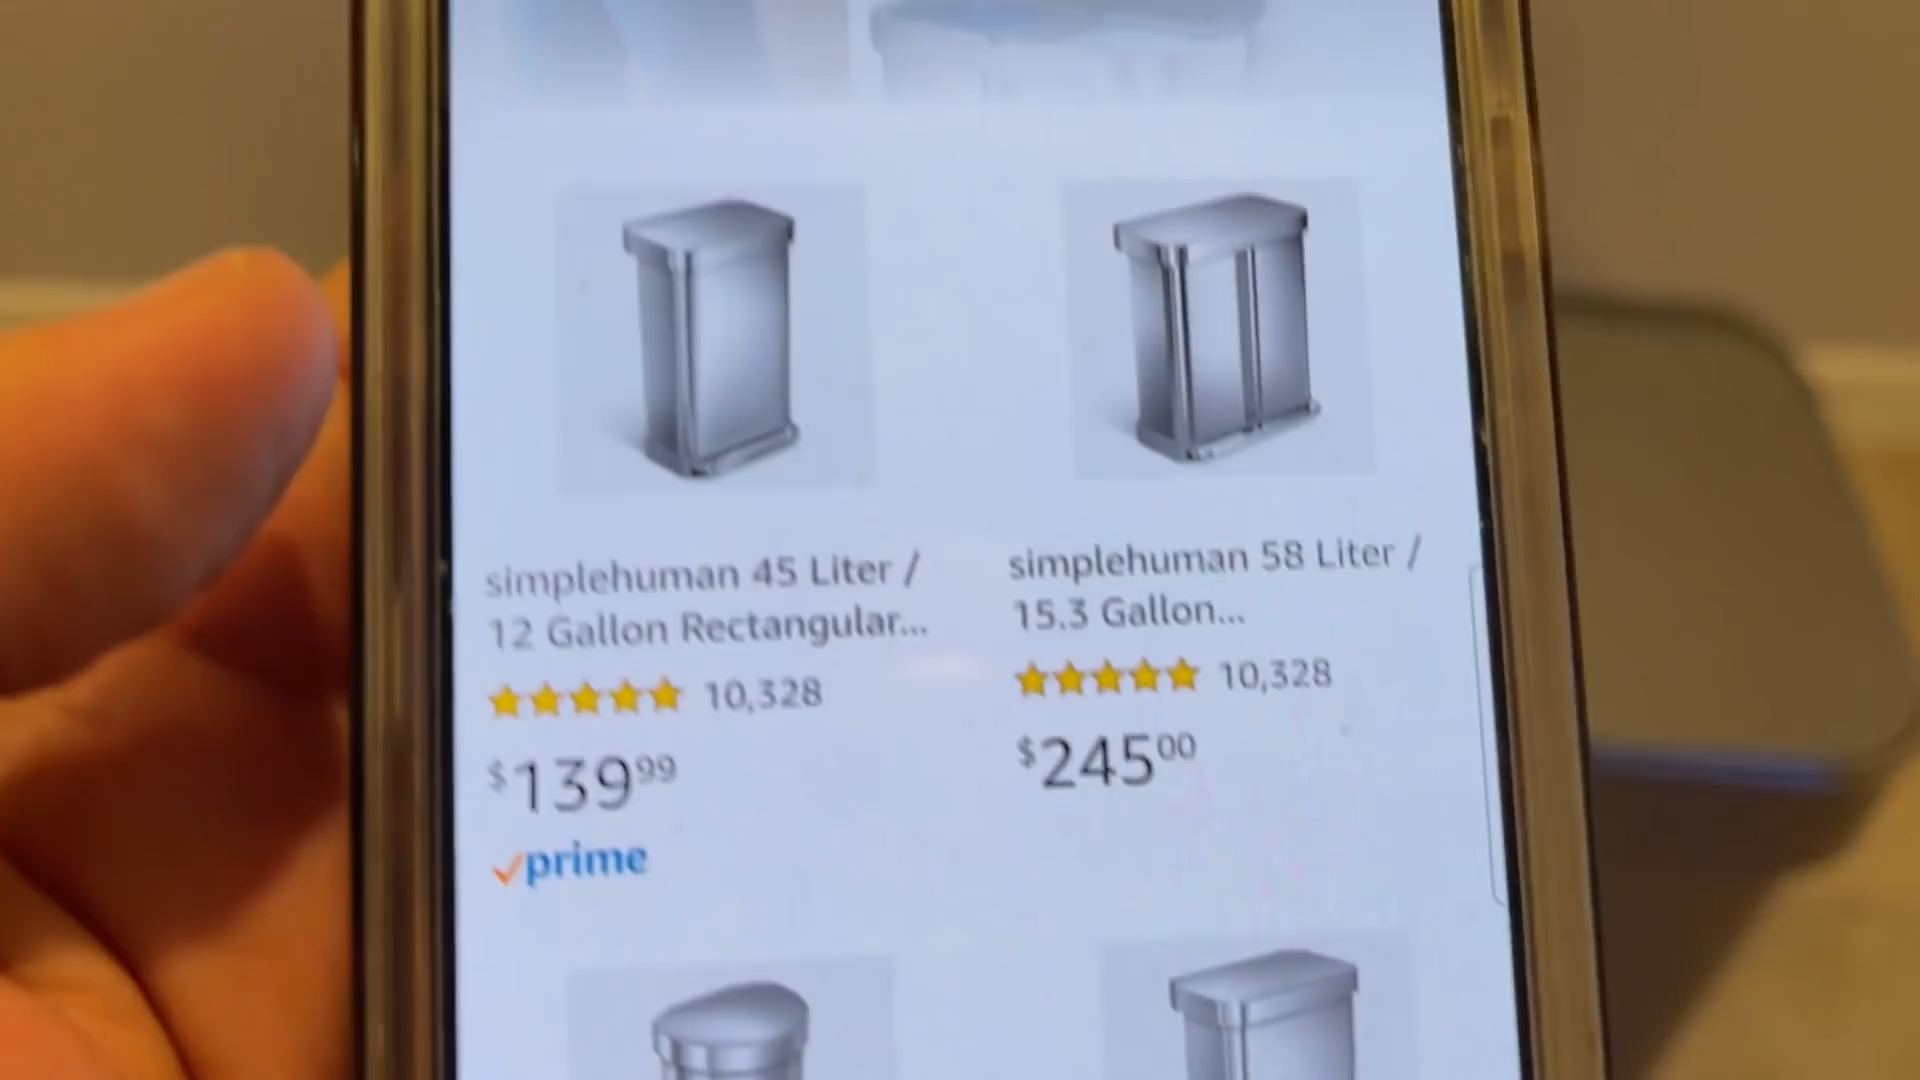 simplehuman 45 Liter /
12 Gallon Rectangular...
10,328
$139.99
prime
simplehuman 58 Liter /
15.3 Gallon...
10,328
$245.00